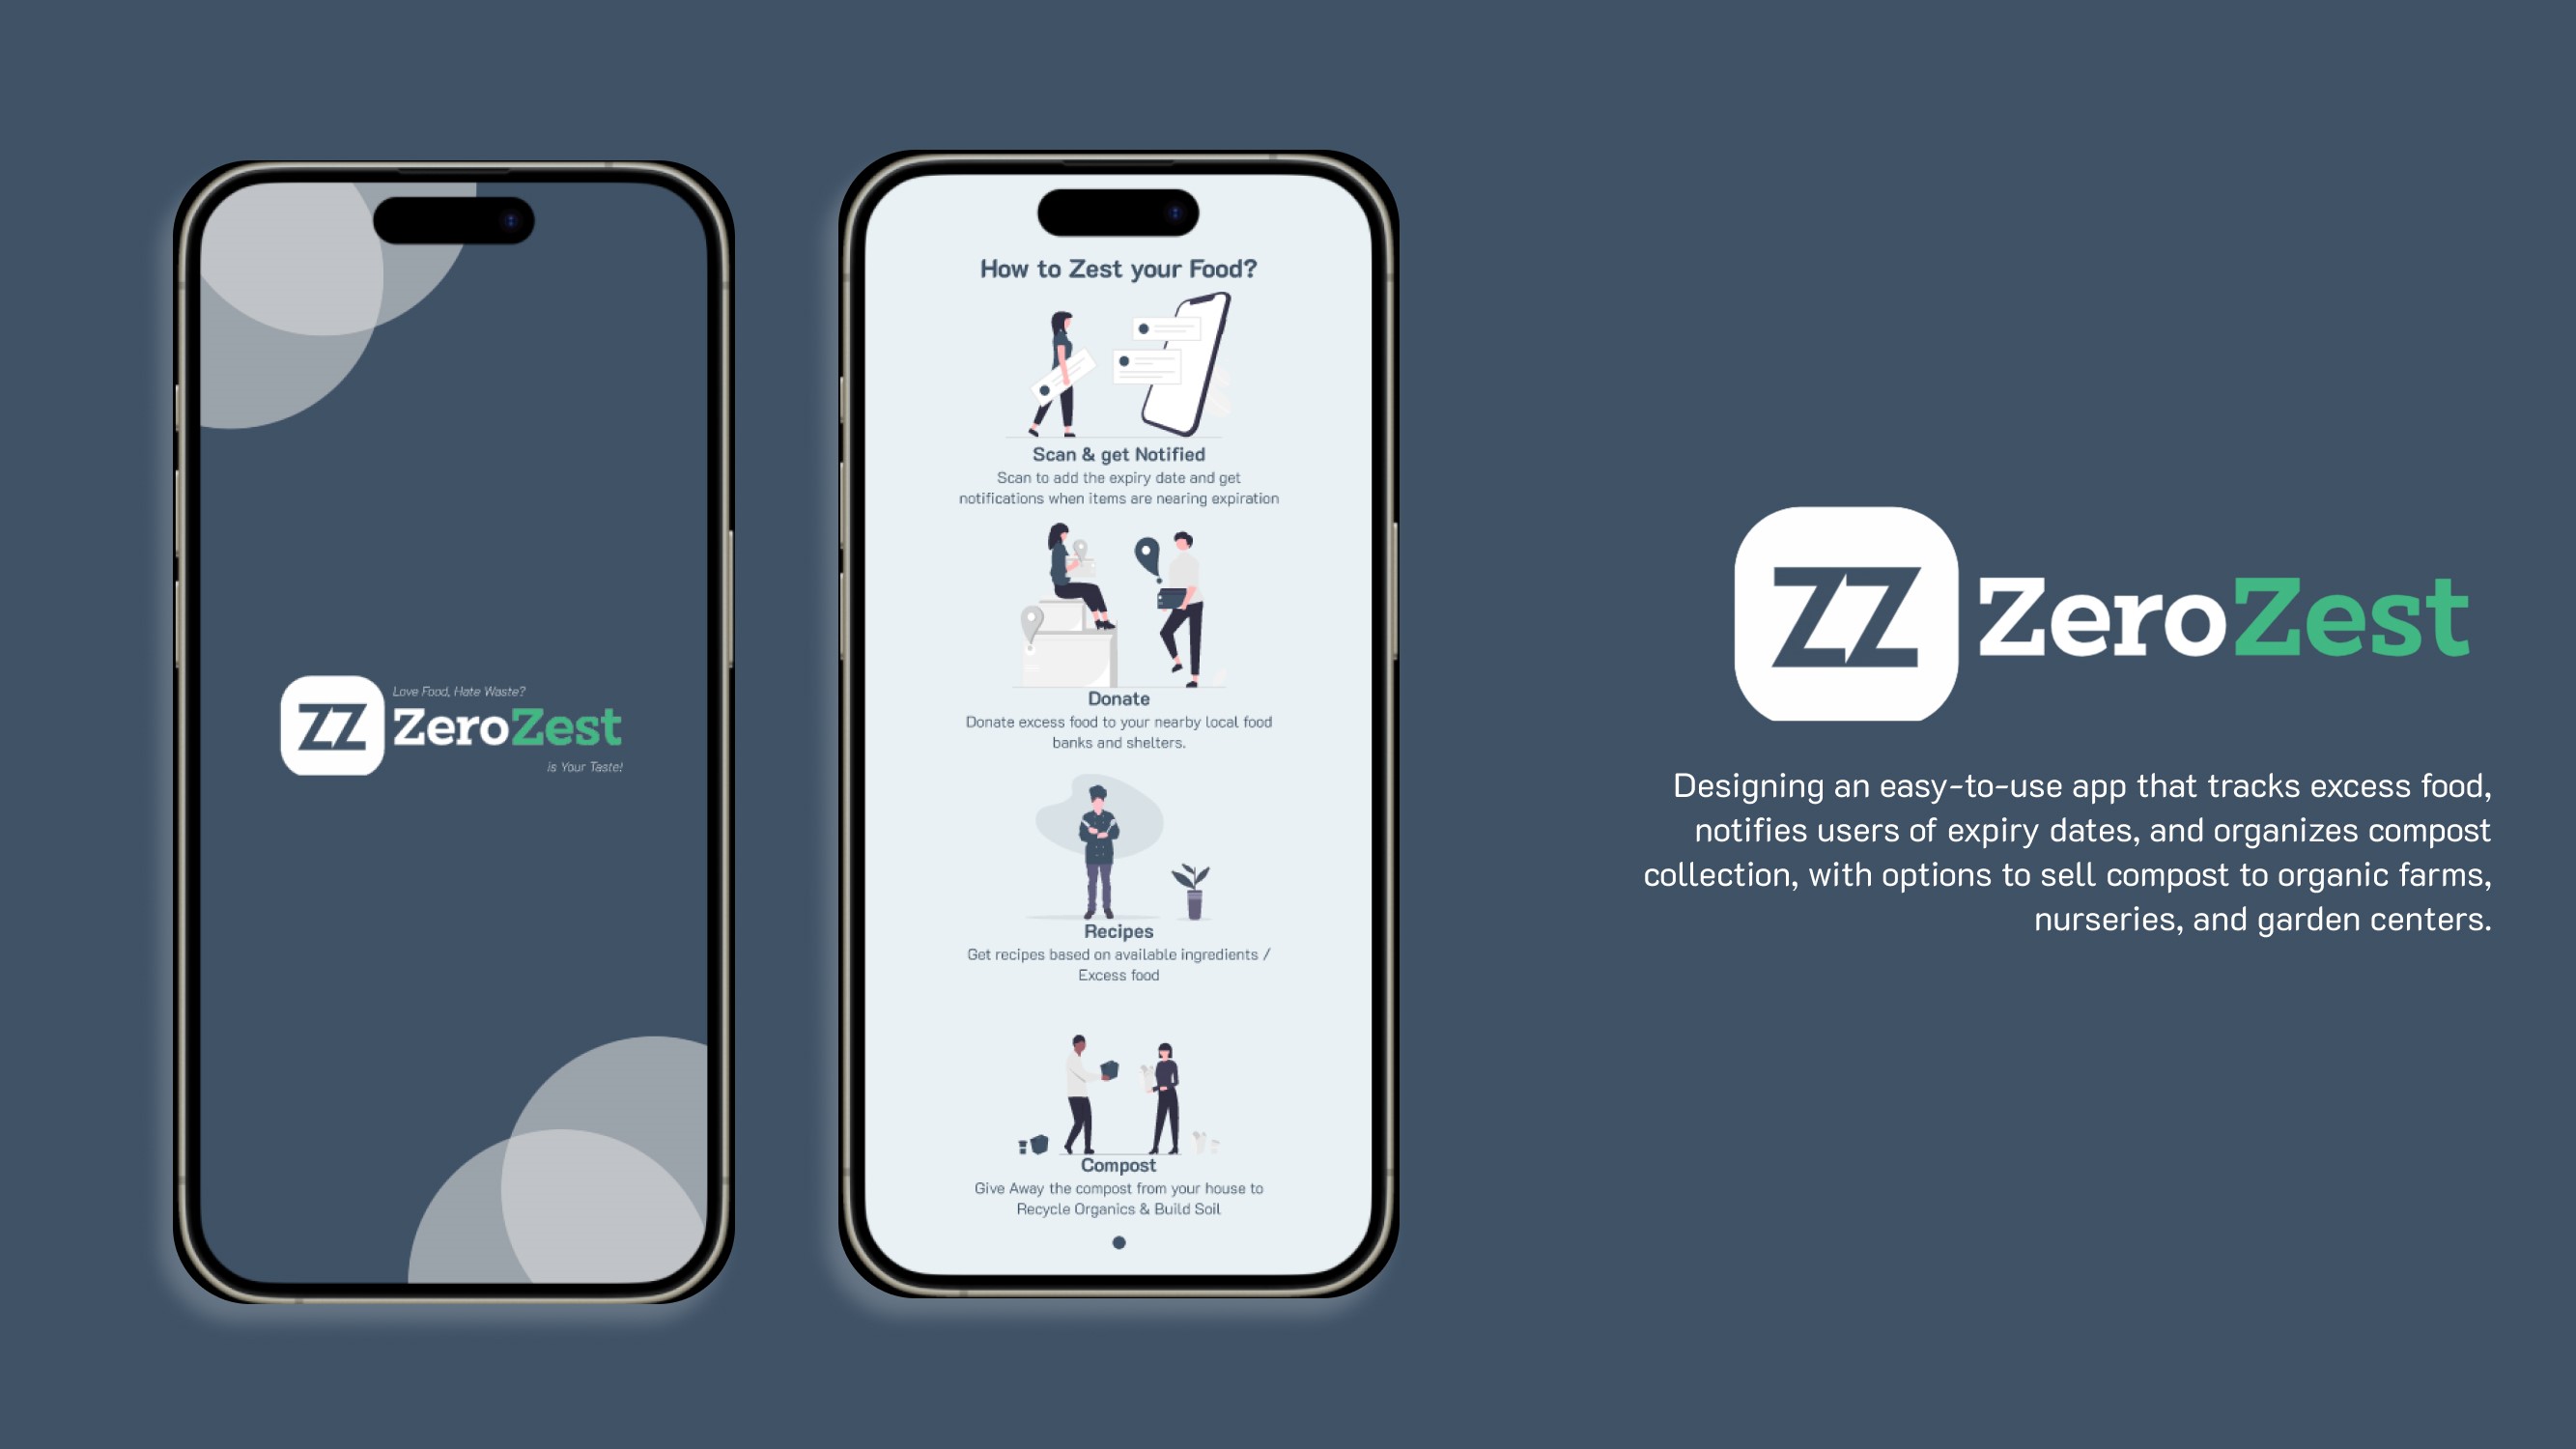 ZZ
Love Food, Hate Waste?
ZeroZest
is Your Taste!
How to Zest your Food?
Scan & get Notified
Scan to add the expiry date and get
notifications when items are nearing expiration
Donate
Donate excess food to your nearby local food
banks and shelters.
Recipes
Get recipes based on available ingredients /
Excess food
Compost
Give Away the compost from your house to
Recycle Organics & Build Soil
ZZ ZeroZest
Designing an easy-to-use app that tracks excess food,
notifies users of expiry dates, and organizes compost
collection, with options to sell compost to organic farms,
nurseries, and garden centers.